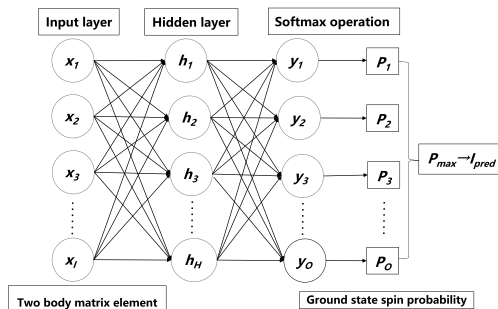 Input layer Hidden layer Softmax operation
x1 h1 y1 P1
x2 h2 y2 P2
Pmax→Ipred
x3 h3 y3 P3
xI hH yO PO
Two body matrix element Ground state spin probability